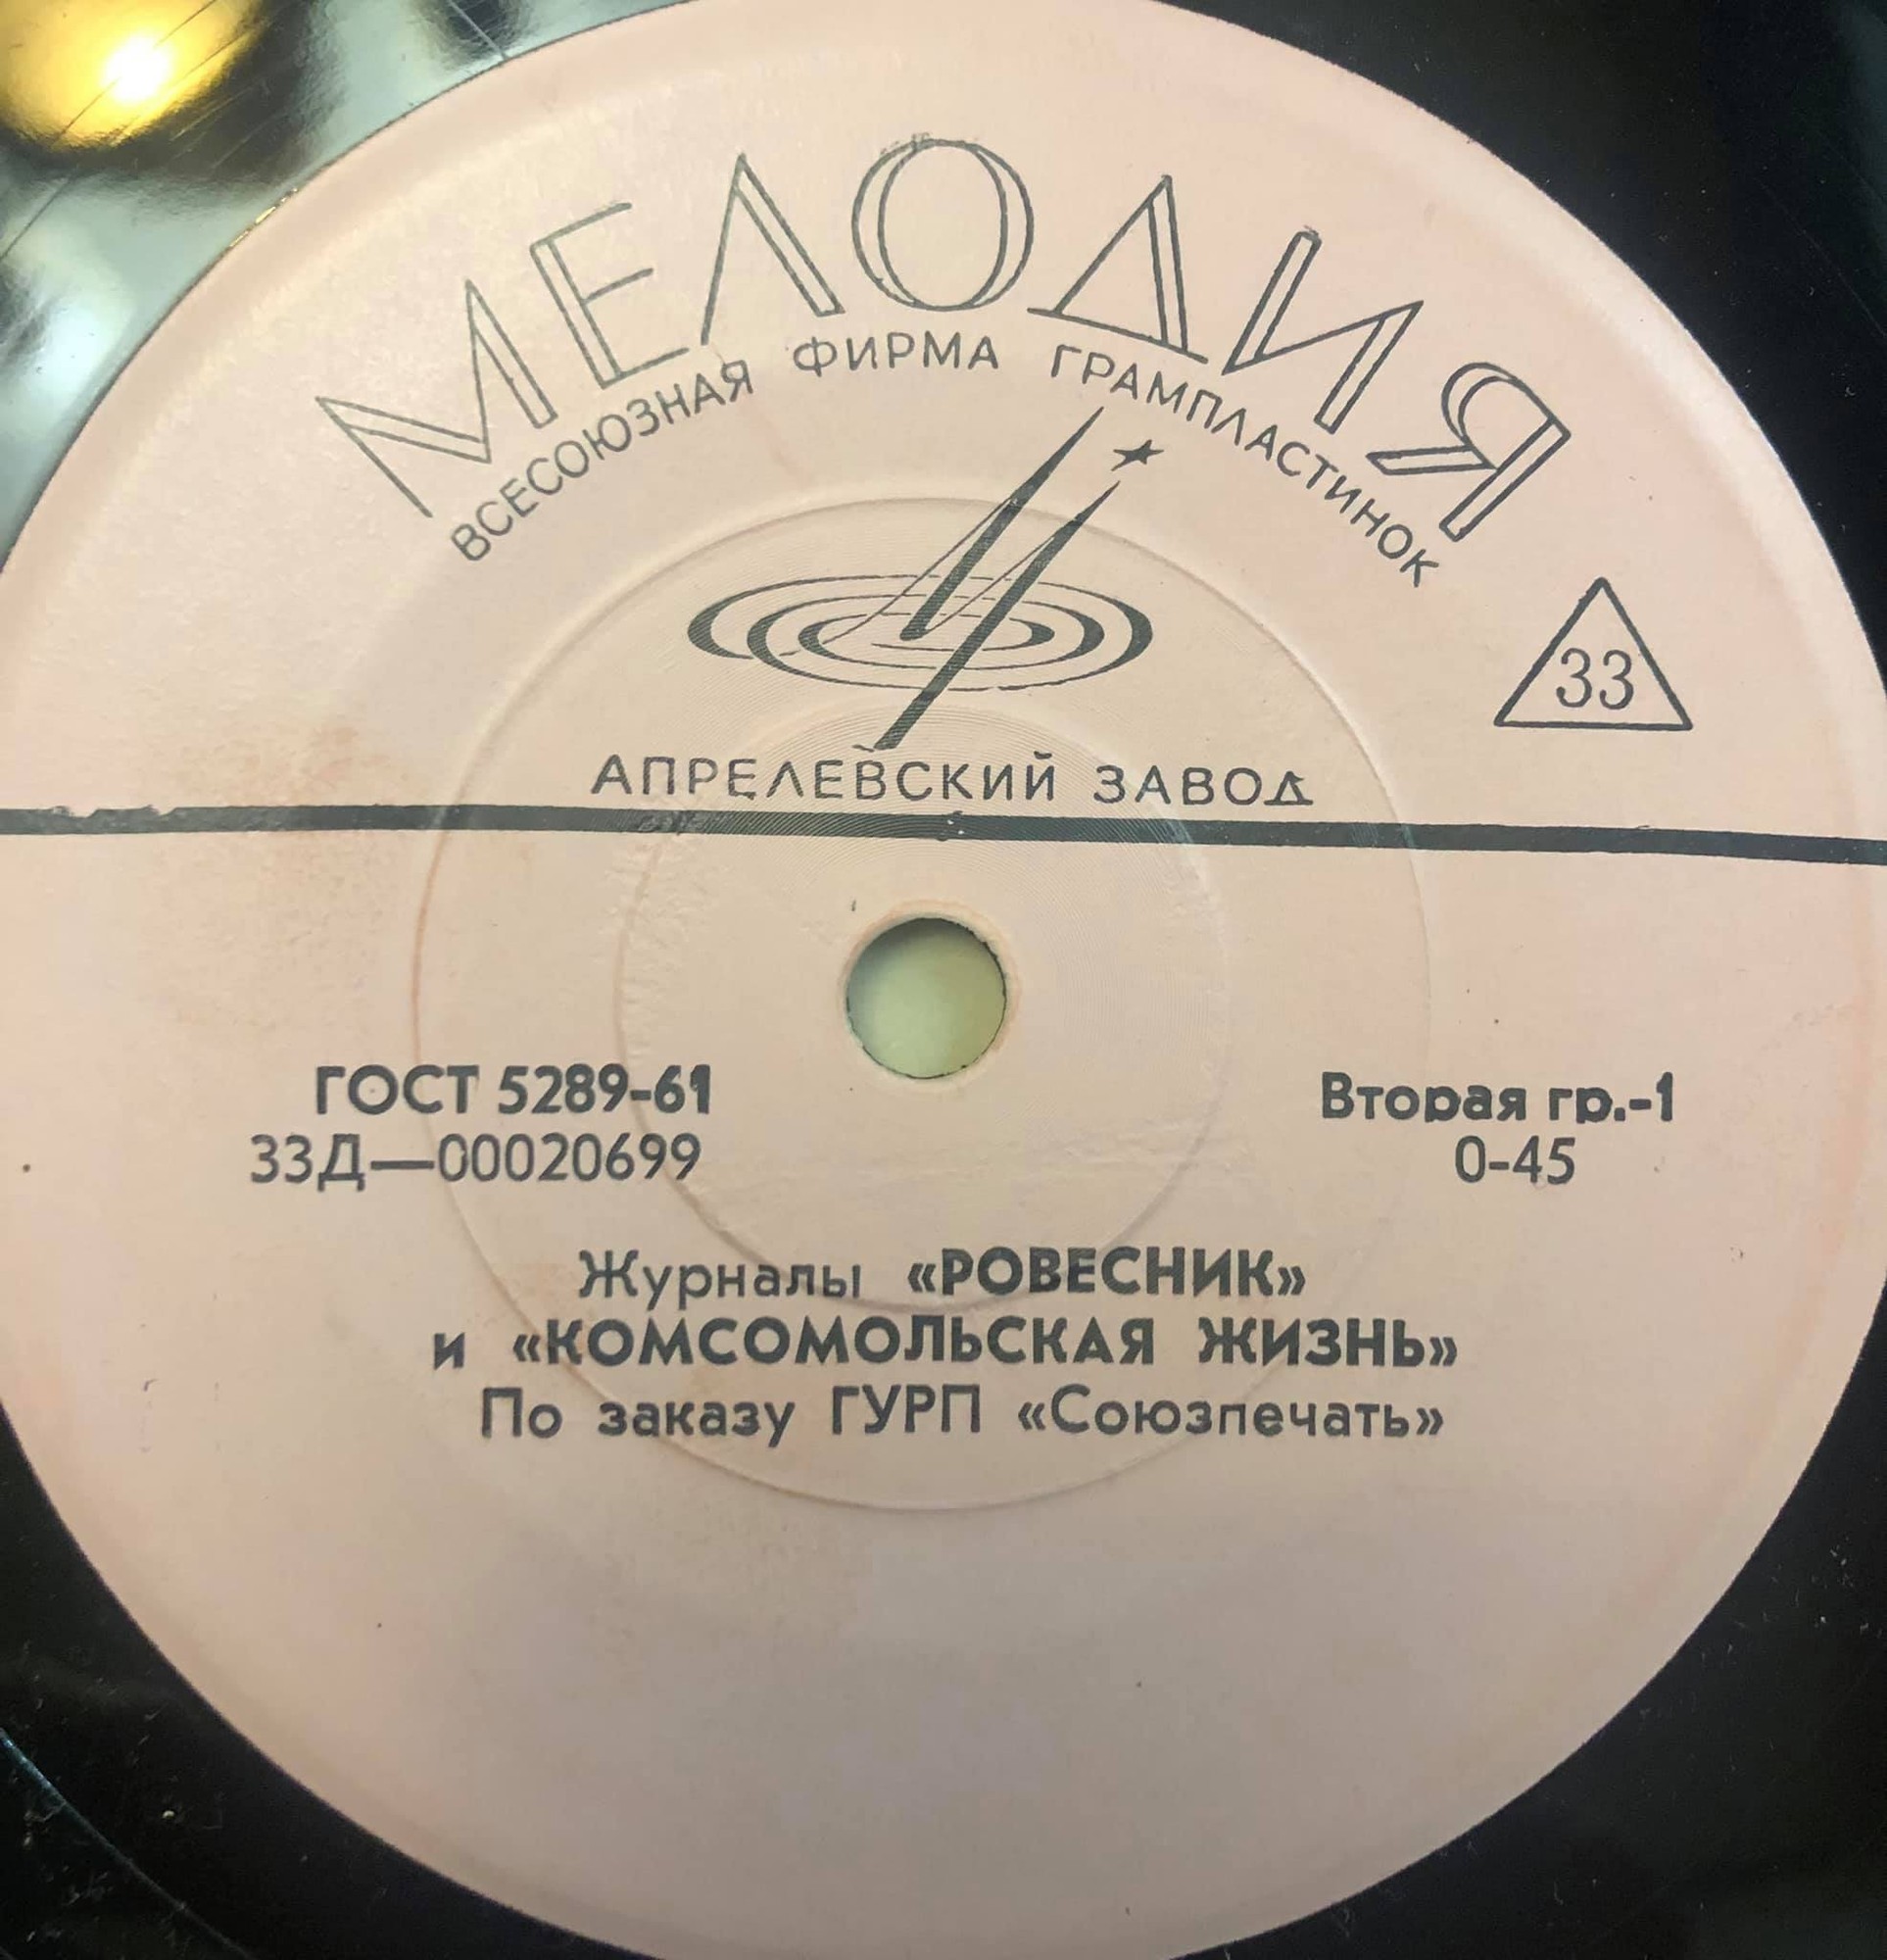 МЕЛОДИЯ
ВСЕСОЮЗНАЯ ФИРМА ГРАМПЛАСТИНОК
33
АПРЕЛЕВСКИЙ ЗАВОД
ГОСТ 5289-61
Вторая гр.-1
33Д—00020699
0-45
Журналы «РОВЕСНИК»
и «КОМСОМОЛЬСКАЯ ЖИЗНЬ»
По заказу ГУРП «Союзпечать»